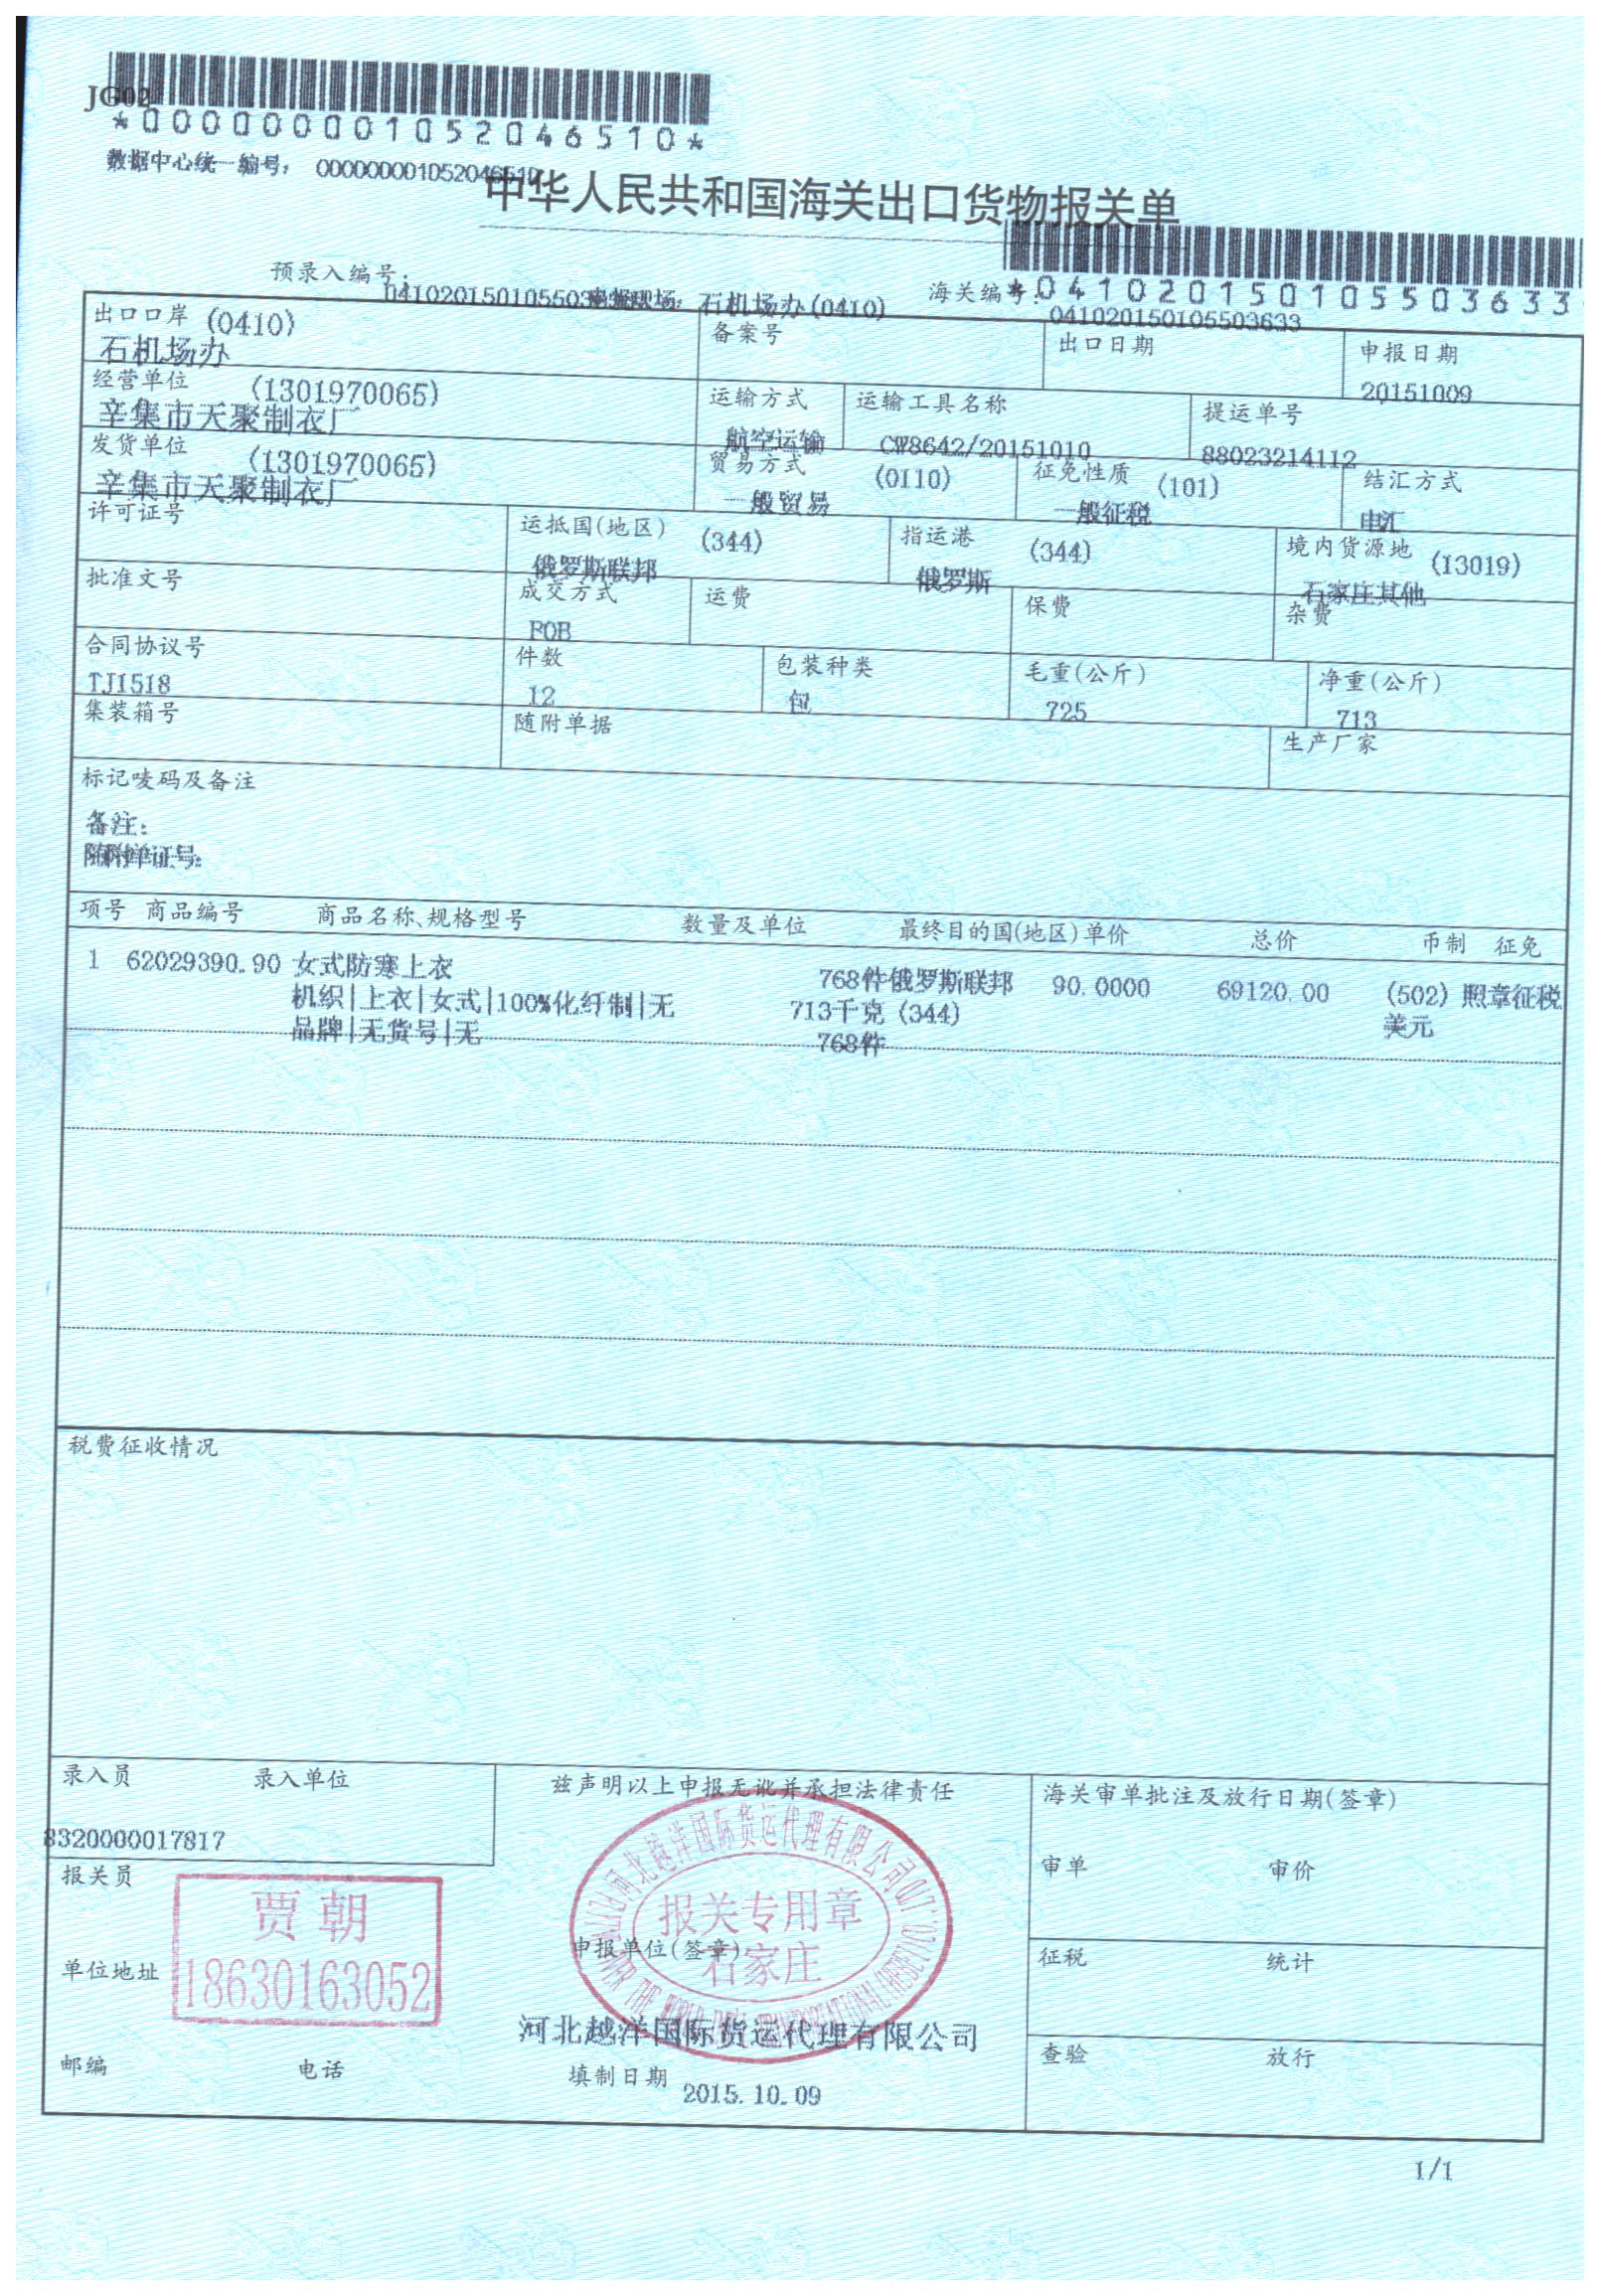 JG02
*000000001052046510*
数据中心统一编号: 000000001052046510
中华人民共和国海关出口货物报关单
预录入编号:
申报现场: 石机场办(0410)
海关编号:
*041020150105503633
041020150105503633
出口口岸 (0410)
石机场办
备案号
出口日期
申报日期
20151009
经营单位 (1301970065)
辛集市天聚制衣厂
运输方式
航空运输
运输工具名称
CW8642/20151010
提运单号
88023214112
发货单位 (1301970065)
辛集市天聚制衣厂
贸易方式 (0110)
一般贸易
征免性质 (101)
一般征税
结汇方式
电汇
许可证号
运抵国(地区) (344)
俄罗斯联邦
指运港 (344)
俄罗斯
境内货源地 (13019)
石家庄其他
批准文号
成交方式
FOB
运费
保费
杂费
合同协议号
TJ1518
件数
12
包装种类
包
毛重(公斤)
725
净重(公斤)
713
集装箱号
随附单据
生产厂家
标记唛码及备注
备注:
随附单证号:
项号 商品编号 商品名称、规格型号 数量及单位 最终目的国(地区)单价 总价 币制 征免
1 62029390.90 女式防寒上衣 768件俄罗斯联邦 90.0000 69120.00 (502) 照章征税
机织|上衣|女式|100%化纤制|无 713千克 (344) 美元
品牌|无货号|无 768件
税费征收情况
录入员 录入单位
8320000017817
兹声明以上申报无讹并承担法律责任
海关审单批注及放行日期(签章)
报关员
贾朝
18630163052
单位地址
邮编 电话
河北越洋国际货运代理有限公司
报关专用章
石家庄
申报单位(签章)
河北越洋国际货运代理有限公司
填制日期 2015.10.09
审单 审价
征税 统计
查验 放行
1/1